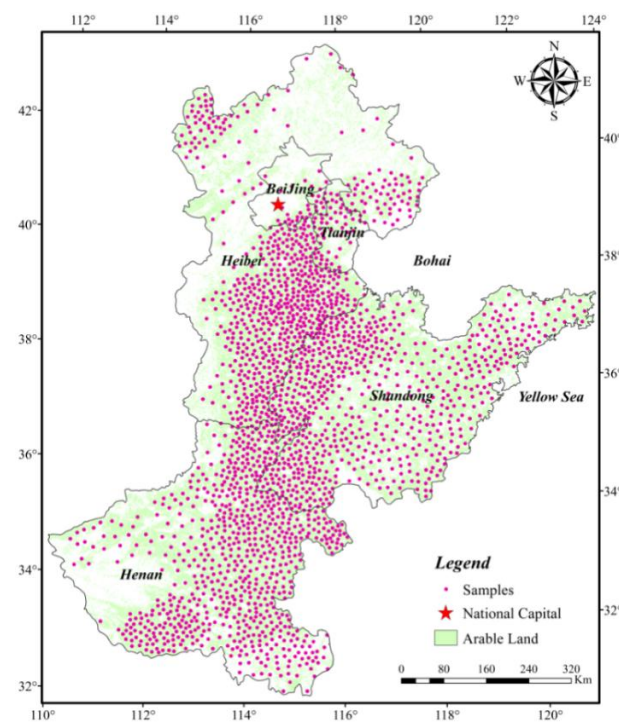 112° 114° 116° 118° 120° 122° 124°
N
W E
S
42°
40°
BeiJing
40°
Tianjin
Heiber
Bohai
38°
38°
36°
Shandong
Yellow Sea
36°
34°
34°
Henan
Legend
Samples
National Capital
Arable Land
32°
0 80 160 240 320
Km
32°
110° 112° 114° 116° 118° 120°